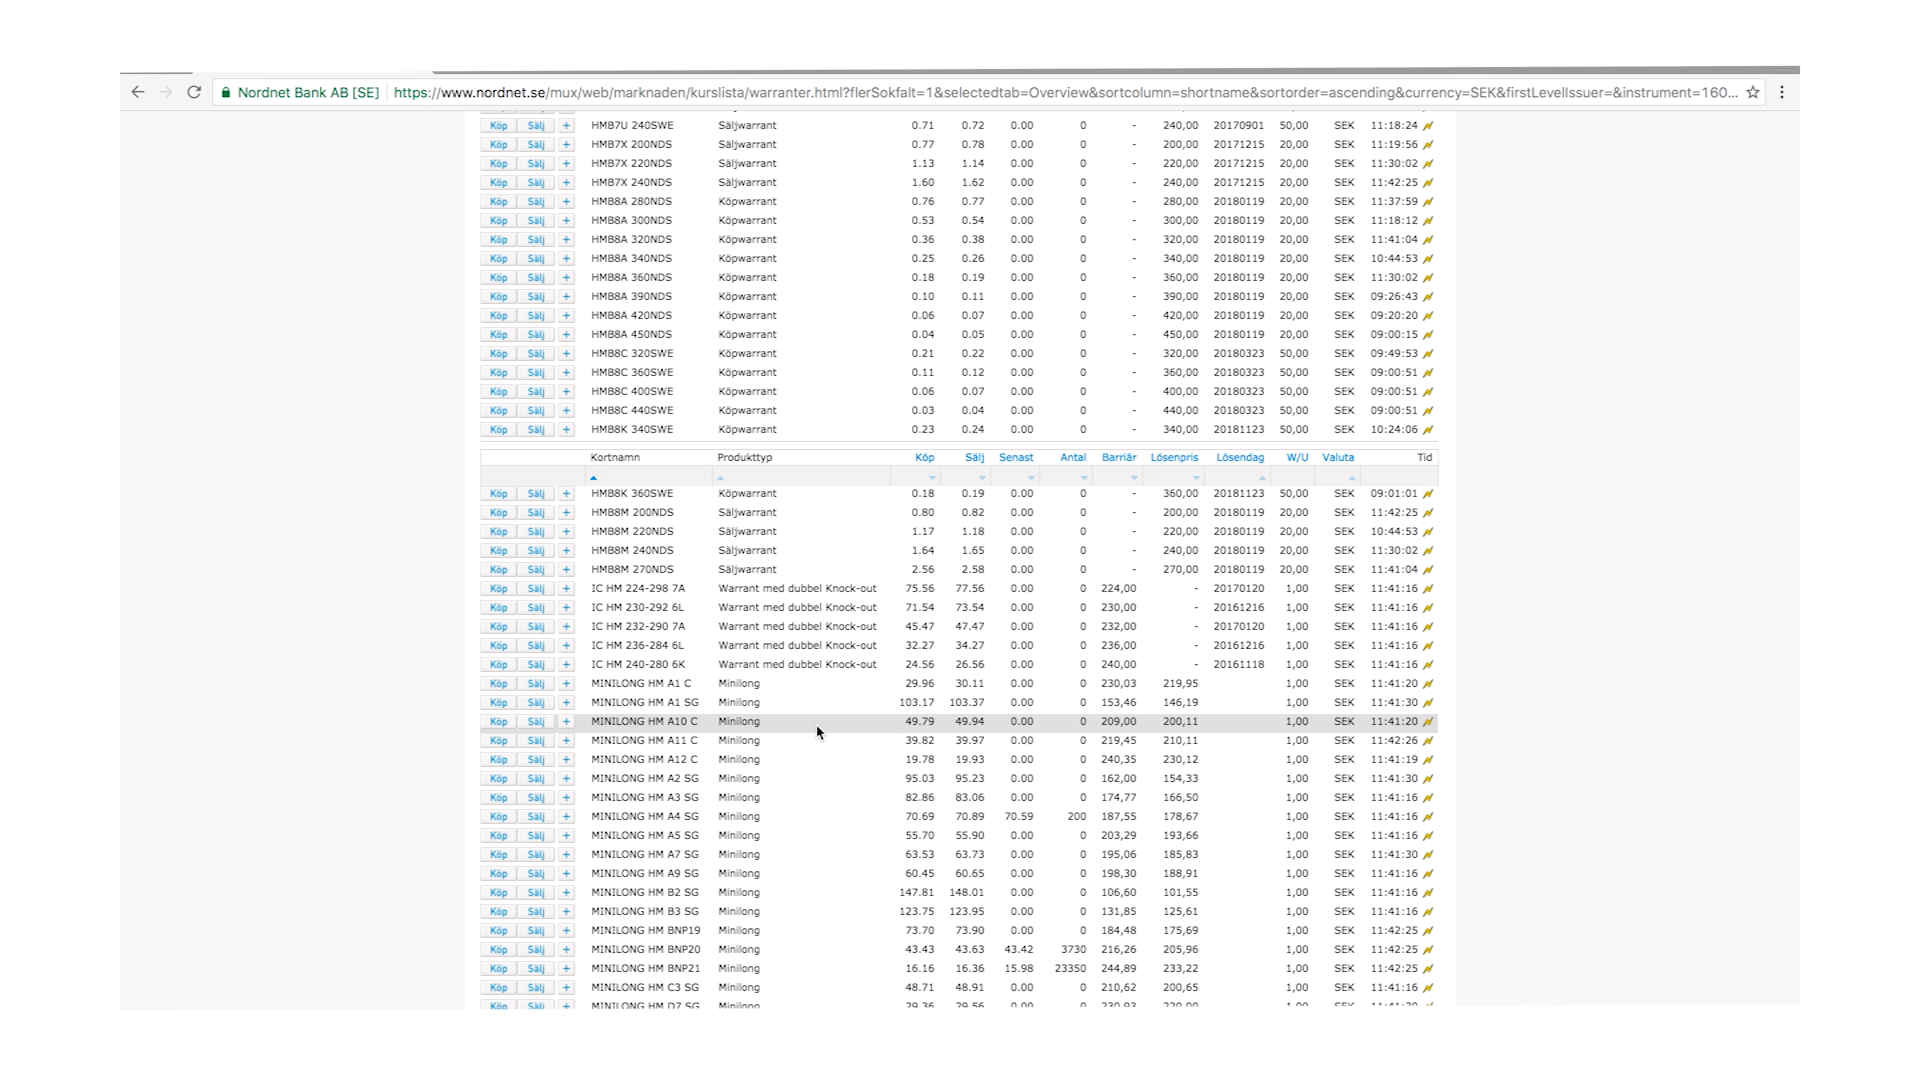 Nordnet Bank AB [SE] https://www.nordnet.se/mux/web/marknaden/kurslista/warranter.html?flerSokfalt=1&selectedtab=Overview&sortcolumn=shortname&sortorder=ascending&currency=SEK&firstLevelIssuer=&instrument=160...
Köp Sälj + HMB7U 240SWE Säljwarrant 0.71 0.72 0.00 0 - 240,00 20170901 50,00 SEK 11:18:24
Köp Sälj + HMB7X 200NDS Säljwarrant 0.77 0.78 0.00 0 - 200,00 20171215 20,00 SEK 11:19:56
Köp Sälj + HMB7X 220NDS Säljwarrant 1.13 1.14 0.00 0 - 220,00 20171215 20,00 SEK 11:30:02
Köp Sälj + HMB7X 240NDS Säljwarrant 1.60 1.62 0.00 0 - 240,00 20171215 20,00 SEK 11:42:25
Köp Sälj + HMB8A 280NDS Köpwarrant 0.76 0.77 0.00 0 - 280,00 20180119 20,00 SEK 11:37:59
Köp Sälj + HMB8A 300NDS Köpwarrant 0.53 0.54 0.00 0 - 300,00 20180119 20,00 SEK 11:18:12
Köp Sälj + HMB8A 320NDS Köpwarrant 0.36 0.38 0.00 0 - 320,00 20180119 20,00 SEK 11:41:04
Köp Sälj + HMB8A 340NDS Köpwarrant 0.25 0.26 0.00 0 - 340,00 20180119 20,00 SEK 10:44:53
Köp Sälj + HMB8A 360NDS Köpwarrant 0.18 0.19 0.00 0 - 360,00 20180119 20,00 SEK 11:30:02
Köp Sälj + HMB8A 390NDS Köpwarrant 0.10 0.11 0.00 0 - 390,00 20180119 20,00 SEK 09:26:43
Köp Sälj + HMB8A 420NDS Köpwarrant 0.06 0.07 0.00 0 - 420,00 20180119 20,00 SEK 09:20:20
Köp Sälj + HMB8A 450NDS Köpwarrant 0.04 0.05 0.00 0 - 450,00 20180119 20,00 SEK 09:00:15
Köp Sälj + HMB8C 320SWE Köpwarrant 0.21 0.22 0.00 0 - 320,00 20180323 50,00 SEK 09:49:53
Köp Sälj + HMB8C 360SWE Köpwarrant 0.11 0.12 0.00 0 - 360,00 20180323 50,00 SEK 09:00:51
Köp Sälj + HMB8C 400SWE Köpwarrant 0.06 0.07 0.00 0 - 400,00 20180323 50,00 SEK 09:00:51
Köp Sälj + HMB8C 440SWE Köpwarrant 0.03 0.04 0.00 0 - 440,00 20180323 50,00 SEK 09:00:51
Köp Sälj + HMB8K 340SWE Köpwarrant 0.23 0.24 0.00 0 - 340,00 20181123 50,00 SEK 10:24:06
Kortnamn Produkttyp Köp Sälj Senast Antal Barriär Lösenpris Lösendag W/U Valuta Tid
Köp Sälj + HMB8K 360SWE Köpwarrant 0.18 0.19 0.00 0 - 360,00 20181123 50,00 SEK 09:01:01
Köp Sälj + HMB8M 200NDS Säljwarrant 0.80 0.82 0.00 0 - 200,00 20180119 20,00 SEK 11:42:25
Köp Sälj + HMB8M 220NDS Säljwarrant 1.17 1.18 0.00 0 - 220,00 20180119 20,00 SEK 10:44:53
Köp Sälj + HMB8M 240NDS Säljwarrant 1.64 1.65 0.00 0 - 240,00 20180119 20,00 SEK 11:30:02
Köp Sälj + HMB8M 270NDS Säljwarrant 2.56 2.58 0.00 0 - 270,00 20180119 20,00 SEK 11:41:04
Köp Sälj + IC HM 224-298 7A Warrant med dubbel Knock-out 75.56 77.56 0.00 0 224,00 - 20170120 1,00 SEK 11:41:16
Köp Sälj + IC HM 230-292 6L Warrant med dubbel Knock-out 71.54 73.54 0.00 0 230,00 - 20161216 1,00 SEK 11:41:16
Köp Sälj + IC HM 232-290 7A Warrant med dubbel Knock-out 45.47 47.47 0.00 0 232,00 - 20170120 1,00 SEK 11:41:16
Köp Sälj + IC HM 236-284 6L Warrant med dubbel Knock-out 32.27 34.27 0.00 0 236,00 - 20161216 1,00 SEK 11:41:16
Köp Sälj + IC HM 240-280 6K Warrant med dubbel Knock-out 24.56 26.56 0.00 0 240,00 - 20161118 1,00 SEK 11:41:16
Köp Sälj + MINILONG HM A1 C Minilong 29.96 30.11 0.00 0 230,03 219,95 1,00 SEK 11:41:20
Köp Sälj + MINILONG HM A1 SG Minilong 103.17 103.37 0.00 0 153,46 146,19 1,00 SEK 11:41:30
Köp Sälj + MINILONG HM A10 C Minilong 49.79 49.94 0.00 0 209,00 200,11 1,00 SEK 11:41:20
Köp Sälj + MINILONG HM A11 C Minilong 39.82 39.97 0.00 0 219,45 210,11 1,00 SEK 11:42:26
Köp Sälj + MINILONG HM A12 C Minilong 19.78 19.93 0.00 0 240,35 230,12 1,00 SEK 11:41:19
Köp Sälj + MINILONG HM A2 SG Minilong 95.03 95.23 0.00 0 162,00 154,33 1,00 SEK 11:41:30
Köp Sälj + MINILONG HM A3 SG Minilong 82.86 83.06 0.00 0 174,77 166,50 1,00 SEK 11:41:16
Köp Sälj + MINILONG HM A4 SG Minilong 70.69 70.89 70.59 200 187,55 178,67 1,00 SEK 11:41:16
Köp Sälj + MINILONG HM A5 SG Minilong 55.70 55.90 0.00 0 203,29 193,66 1,00 SEK 11:41:16
Köp Sälj + MINILONG HM A7 SG Minilong 63.53 63.73 0.00 0 195,06 185,83 1,00 SEK 11:41:30
Köp Sälj + MINILONG HM A9 SG Minilong 60.45 60.65 0.00 0 198,30 188,91 1,00 SEK 11:41:16
Köp Sälj + MINILONG HM B2 SG Minilong 147.81 148.01 0.00 0 106,60 101,55 1,00 SEK 11:41:16
Köp Sälj + MINILONG HM B3 SG Minilong 123.75 123.95 0.00 0 131,85 125,61 1,00 SEK 11:41:16
Köp Sälj + MINILONG HM BNP19 Minilong 73.70 73.90 0.00 0 184,48 175,69 1,00 SEK 11:42:25
Köp Sälj + MINILONG HM BNP20 Minilong 43.43 43.63 43.42 3730 216,26 205,96 1,00 SEK 11:42:25
Köp Sälj + MINILONG HM BNP21 Minilong 16.16 16.36 15.98 23350 244,89 233,22 1,00 SEK 11:42:25
Köp Sälj + MINILONG HM C3 SG Minilong 48.71 48.91 0.00 0 210,62 200,65 1,00 SEK 11:41:16
Köp Sälj + MINILONG HM D7 SG Minilong 29.36 29.56 0.00 0 230,93 220,00 1,00 SEK